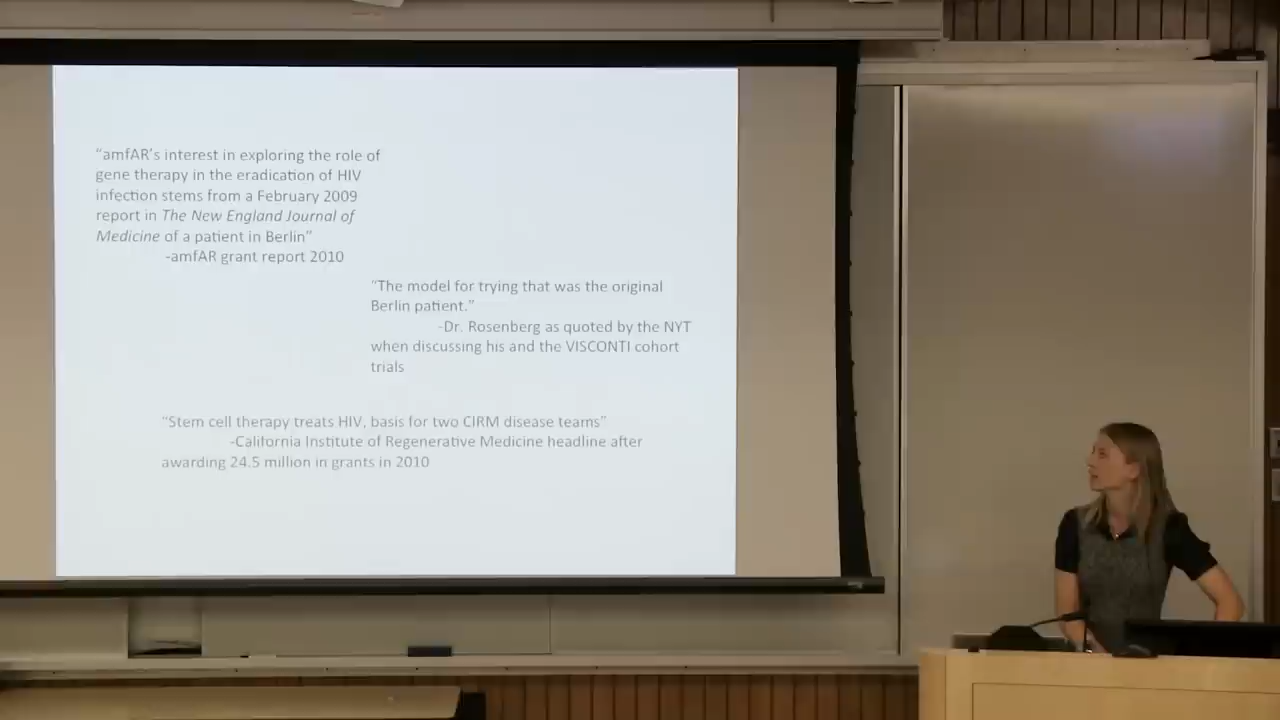 “amfAR’s interest in exploring the role of
gene therapy in the eradication of HIV
infection stems from a February 2009
report in The New England Journal of
Medicine of a patient in Berlin”
-amfAR grant report 2010
“The model for trying that was the original
Berlin patient.”
-Dr. Rosenberg as quoted by the NYT
when discussing his and the VISCONTI cohort
trials
“Stem cell therapy treats HIV, basis for two CIRM disease teams”
-California Institute of Regenerative Medicine headline after
awarding 24.5 million in grants in 2010